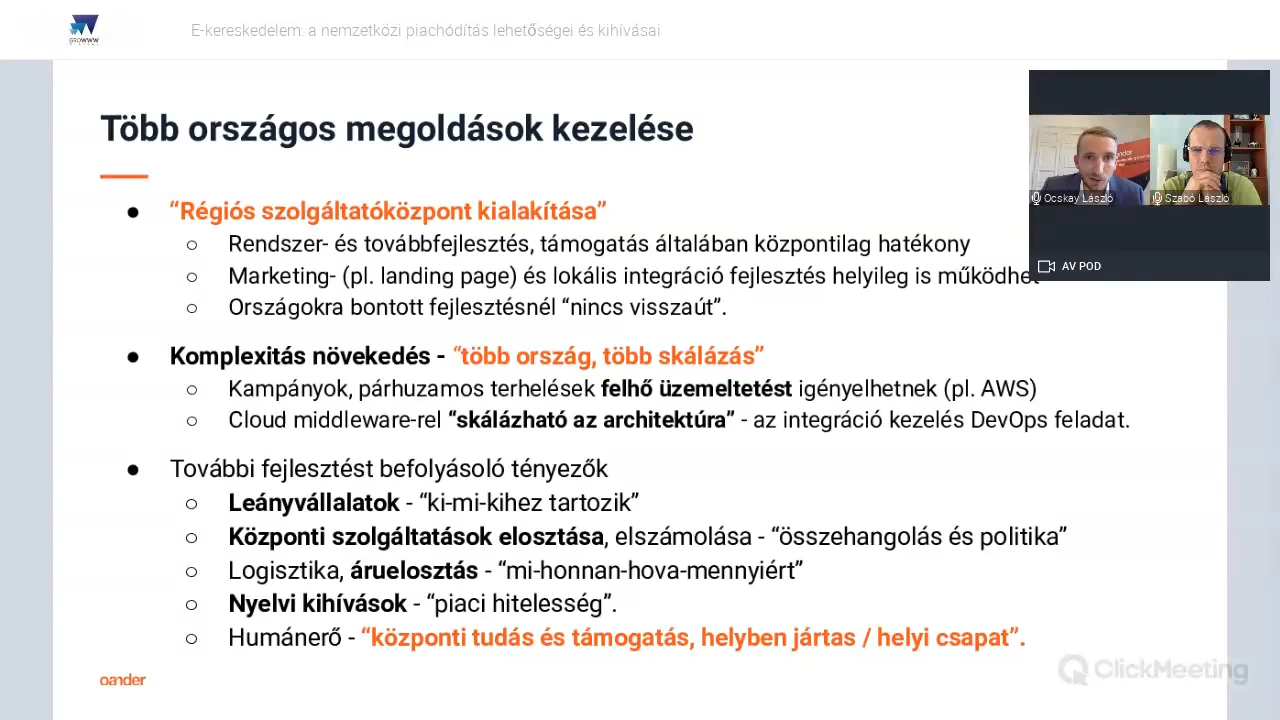 GROWWW
E-kereskedelem: a nemzetközi piachódítás lehetőségei és kihívásai
Több országos megoldások kezelése
● “Régiós szolgáltatóközpont kialakítása”
○ Rendszer- és továbbfejlesztés, támogatás általában központilag hatékony
○ Marketing- (pl. landing page) és lokális integráció fejlesztés helyileg is működhet
○ Országokra bontott fejlesztésnél “nincs visszaút”.
● Komplexitás növekedés - “több ország, több skálázás”
○ Kampányok, párhuzamos terhelések felhő üzemeltetést igényelhetnek (pl. AWS)
○ Cloud middleware-rel “skálázható az architektúra” - az integráció kezelés DevOps feladat.
● További fejlesztést befolyásoló tényezők
○ Leányvállalatok - “ki-mi-kihez tartozik”
○ Központi szolgáltatások elosztása, elszámolása - “összehangolás és politika”
○ Logisztika, áruelosztás - “mi-honnan-hova-mennyiért”
○ Nyelvi kihívások - “piaci hitelesség”.
○ Humánerő - “központi tudás és támogatás, helyben jártas / helyi csapat”.
oander
Ocskay László
Szabó László
AV POD
ClickMeeting